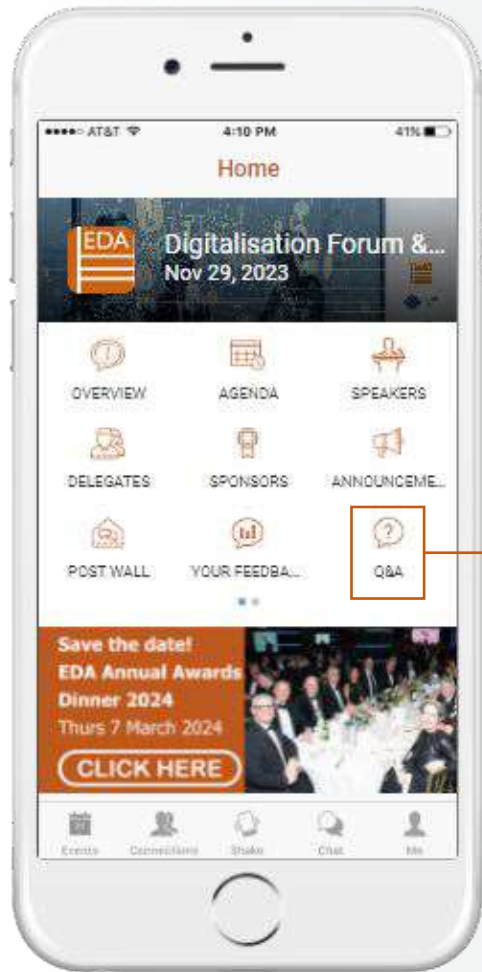 AT&T 4:10 PM 41%
Home
EDA
Digitalisation Forum &...
Nov 29, 2023
OVERVIEW AGENDA SPEAKERS
DELEGATES SPONSORS ANNOUNCEME...
POST WALL YOUR FEEDBA... Q&A
Save the date!
EDA Annual Awards
Dinner 2024
Thurs 7 March 2024
CLICK HERE
Events Connections Shake Chat Me